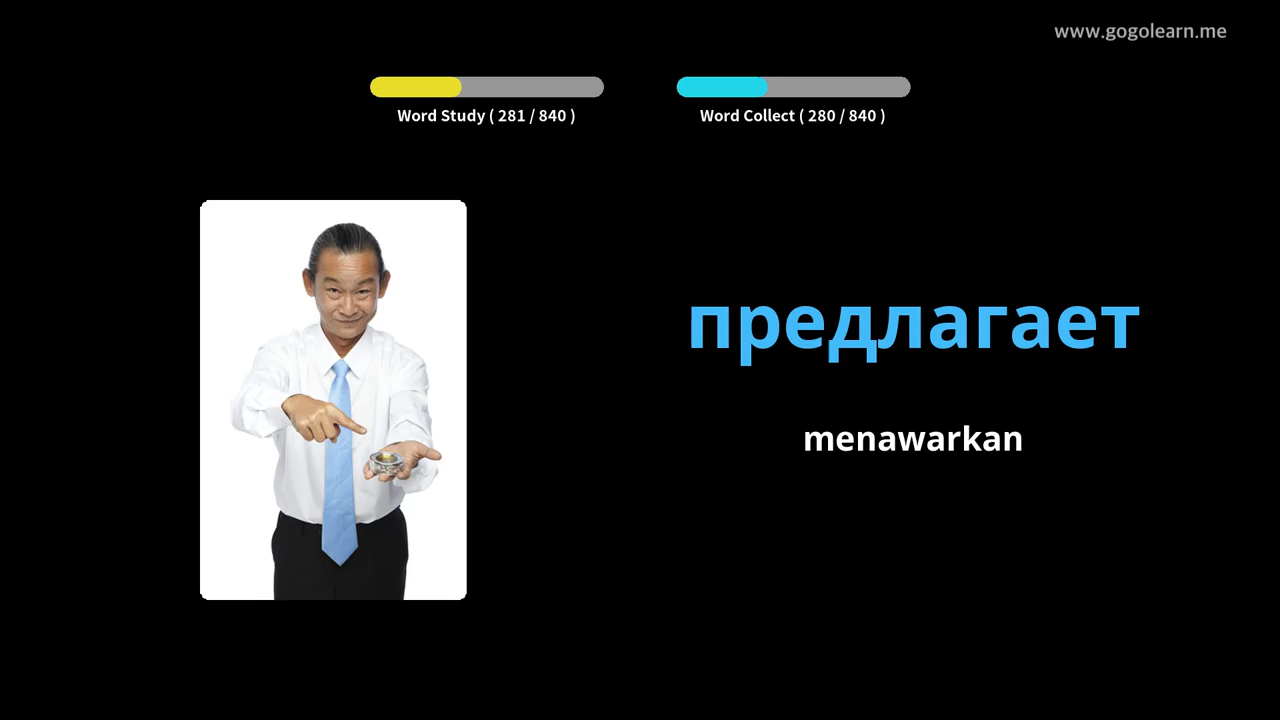 www.gogolearn.me
Word Study ( 281 / 840 )
Word Collect ( 280 / 840 )
предлагает
menawarkan